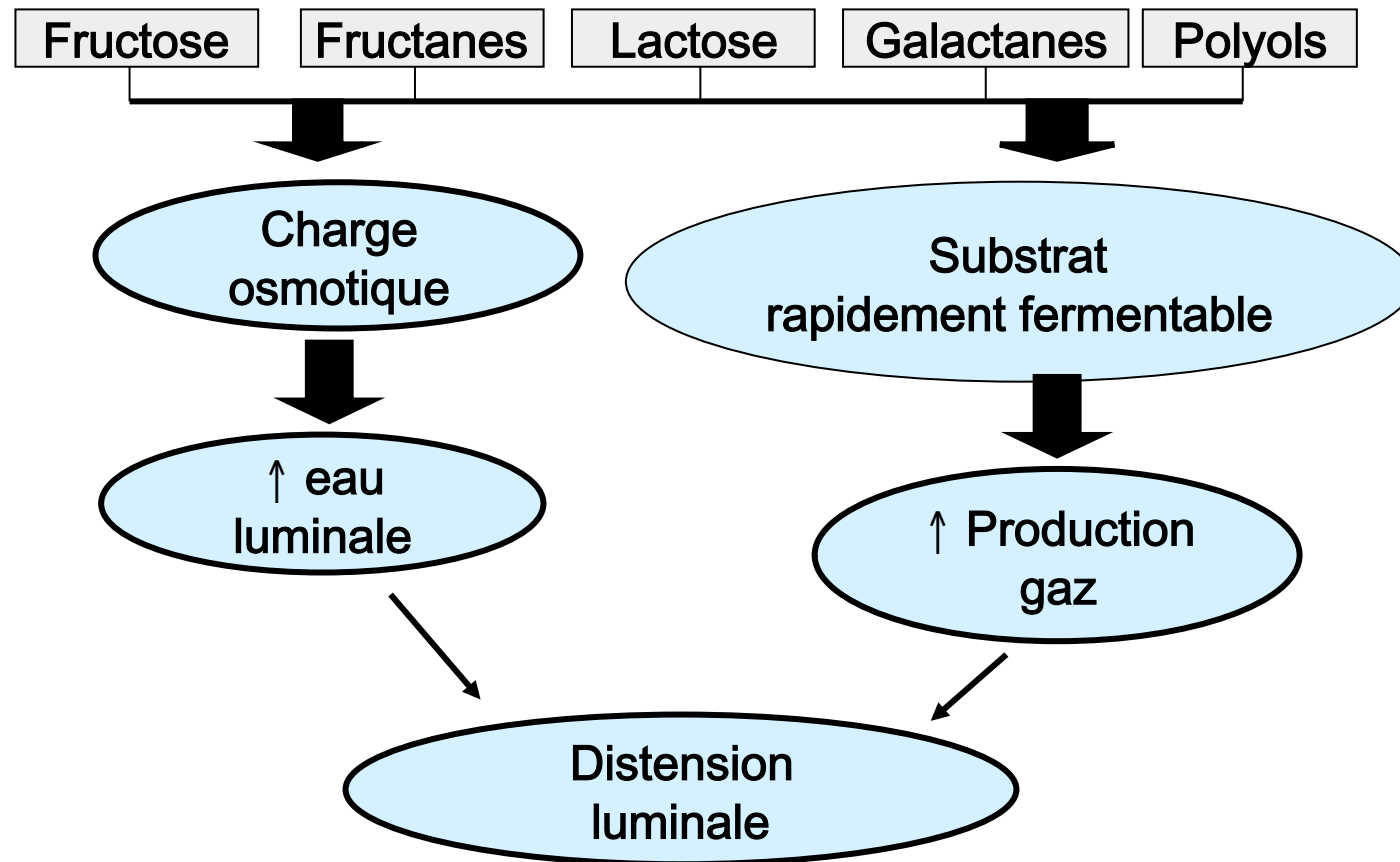 Fructose
Fructanes
Lactose
Galactanes
Polyols
Charge
osmotique
Substrat
rapidement fermentable
↑ eau
luminale
↑ Production
gaz
Distension
luminale